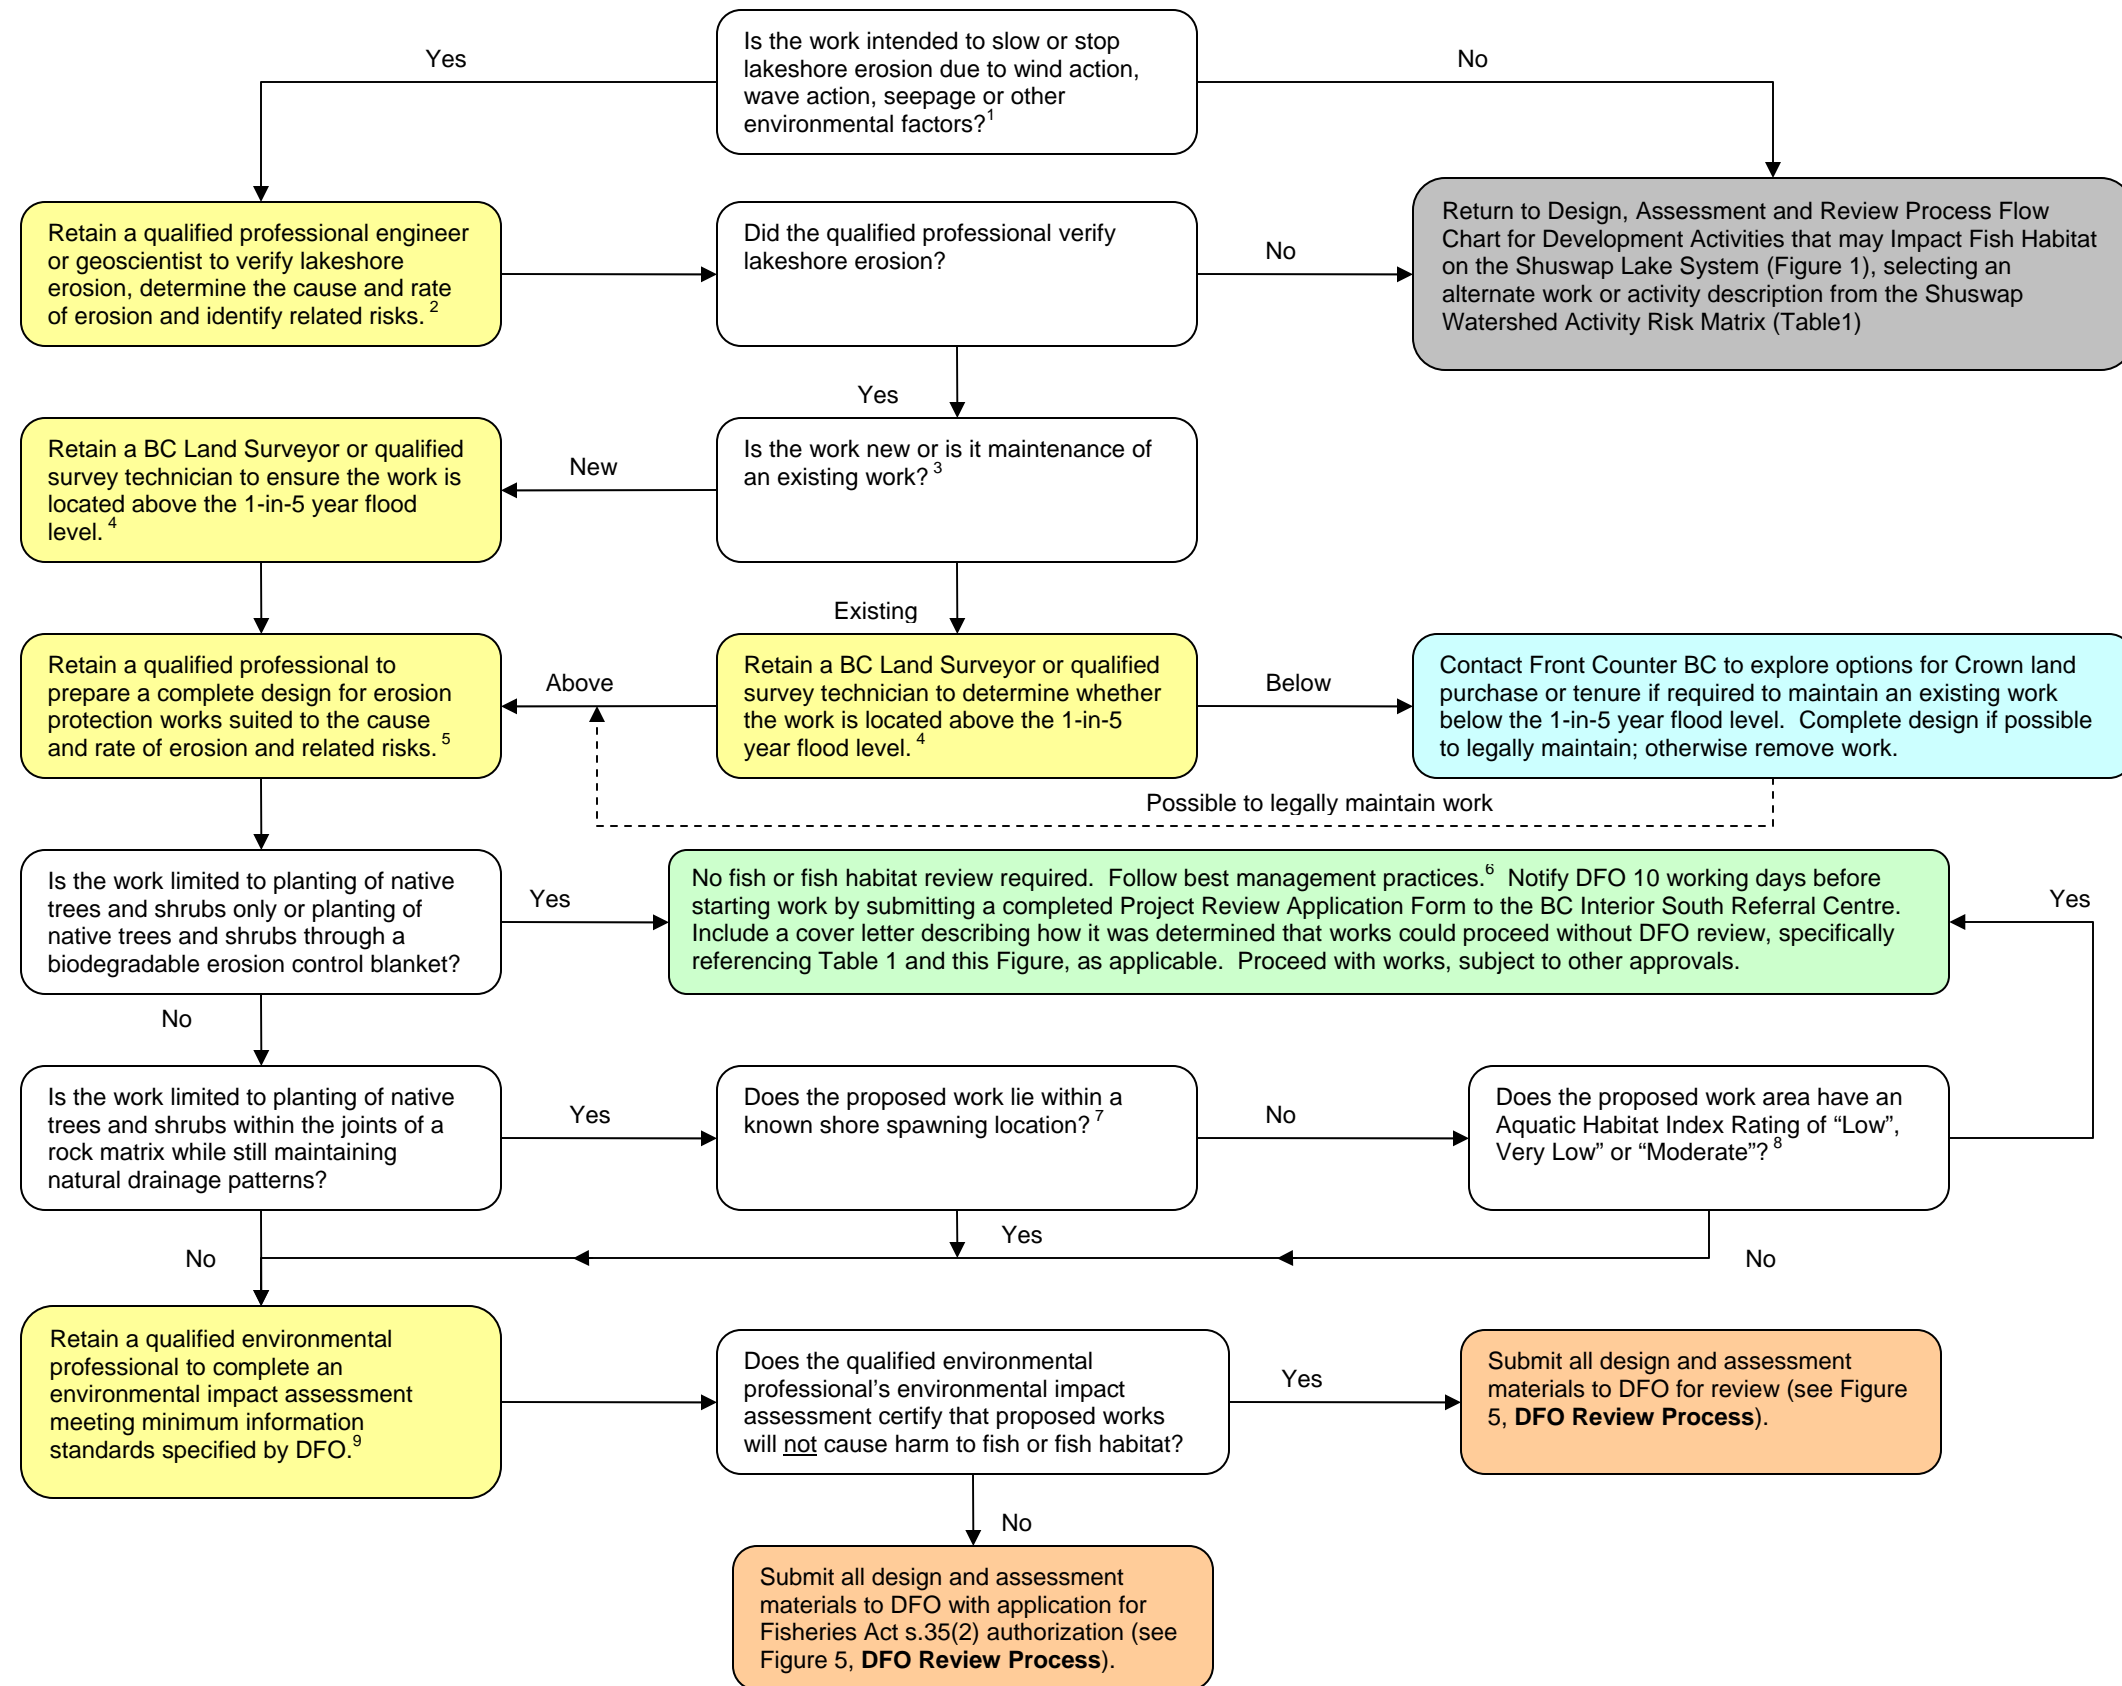 Is the work intended to slow or stop
lakeshore erosion due to wind action,
wave action, seepage or other
environmental factors?1
Yes
No
Retain a qualified professional engineer
or geoscientist to verify lakeshore
erosion, determine the cause and rate
of erosion and identify related risks. 2
Did the qualified professional verify
lakeshore erosion?
No
Return to Design, Assessment and Review Process Flow
Chart for Development Activities that may Impact Fish Habitat
on the Shuswap Lake System (Figure 1), selecting an
alternate work or activity description from the Shuswap
Watershed Activity Risk Matrix (Table1)
Yes
Retain a BC Land Surveyor or qualified
survey technician to ensure the work is
located above the 1-in-5 year flood
level. 4
New
Is the work new or is it maintenance of
an existing work? 3
Existing
Retain a qualified professional to
prepare a complete design for erosion
protection works suited to the cause
and rate of erosion and related risks. 5
Above
Retain a BC Land Surveyor or qualified
survey technician to determine whether
the work is located above the 1-in-5
year flood level. 4
Below
Contact Front Counter BC to explore options for Crown land
purchase or tenure if required to maintain an existing work
below the 1-in-5 year flood level.  Complete design if possible
to legally maintain; otherwise remove work.
Possible to legally maintain work
Is the work limited to planting of native
trees and shrubs only or planting of
native trees and shrubs through a
biodegradable erosion control blanket?
Yes
No fish or fish habitat review required.  Follow best management practices.6  Notify DFO 10 working days before
starting work by submitting a completed Project Review Application Form to the BC Interior South Referral Centre.
Include a cover letter describing how it was determined that works could proceed without DFO review, specifically
referencing Table 1 and this Figure, as applicable.  Proceed with works, subject to other approvals.
Yes
No
Is the work limited to planting of native
trees and shrubs within the joints of a
rock matrix while still maintaining
natural drainage patterns?
Yes
Does the proposed work lie within a
known shore spawning location? 7
No
Does the proposed work area have an
Aquatic Habitat Index Rating of “Low”,
Very Low” or “Moderate”? 8
No
Yes
No
Retain a qualified environmental
professional to complete an
environmental impact assessment
meeting minimum information
standards specified by DFO.9
Does the qualified environmental
professional’s environmental impact
assessment certify that proposed works
will not cause harm to fish or fish habitat?
Yes
Submit all design and assessment
materials to DFO for review (see Figure
5, DFO Review Process).
No
Submit all design and assessment
materials to DFO with application for
Fisheries Act s.35(2) authorization (see
Figure 5, DFO Review Process).